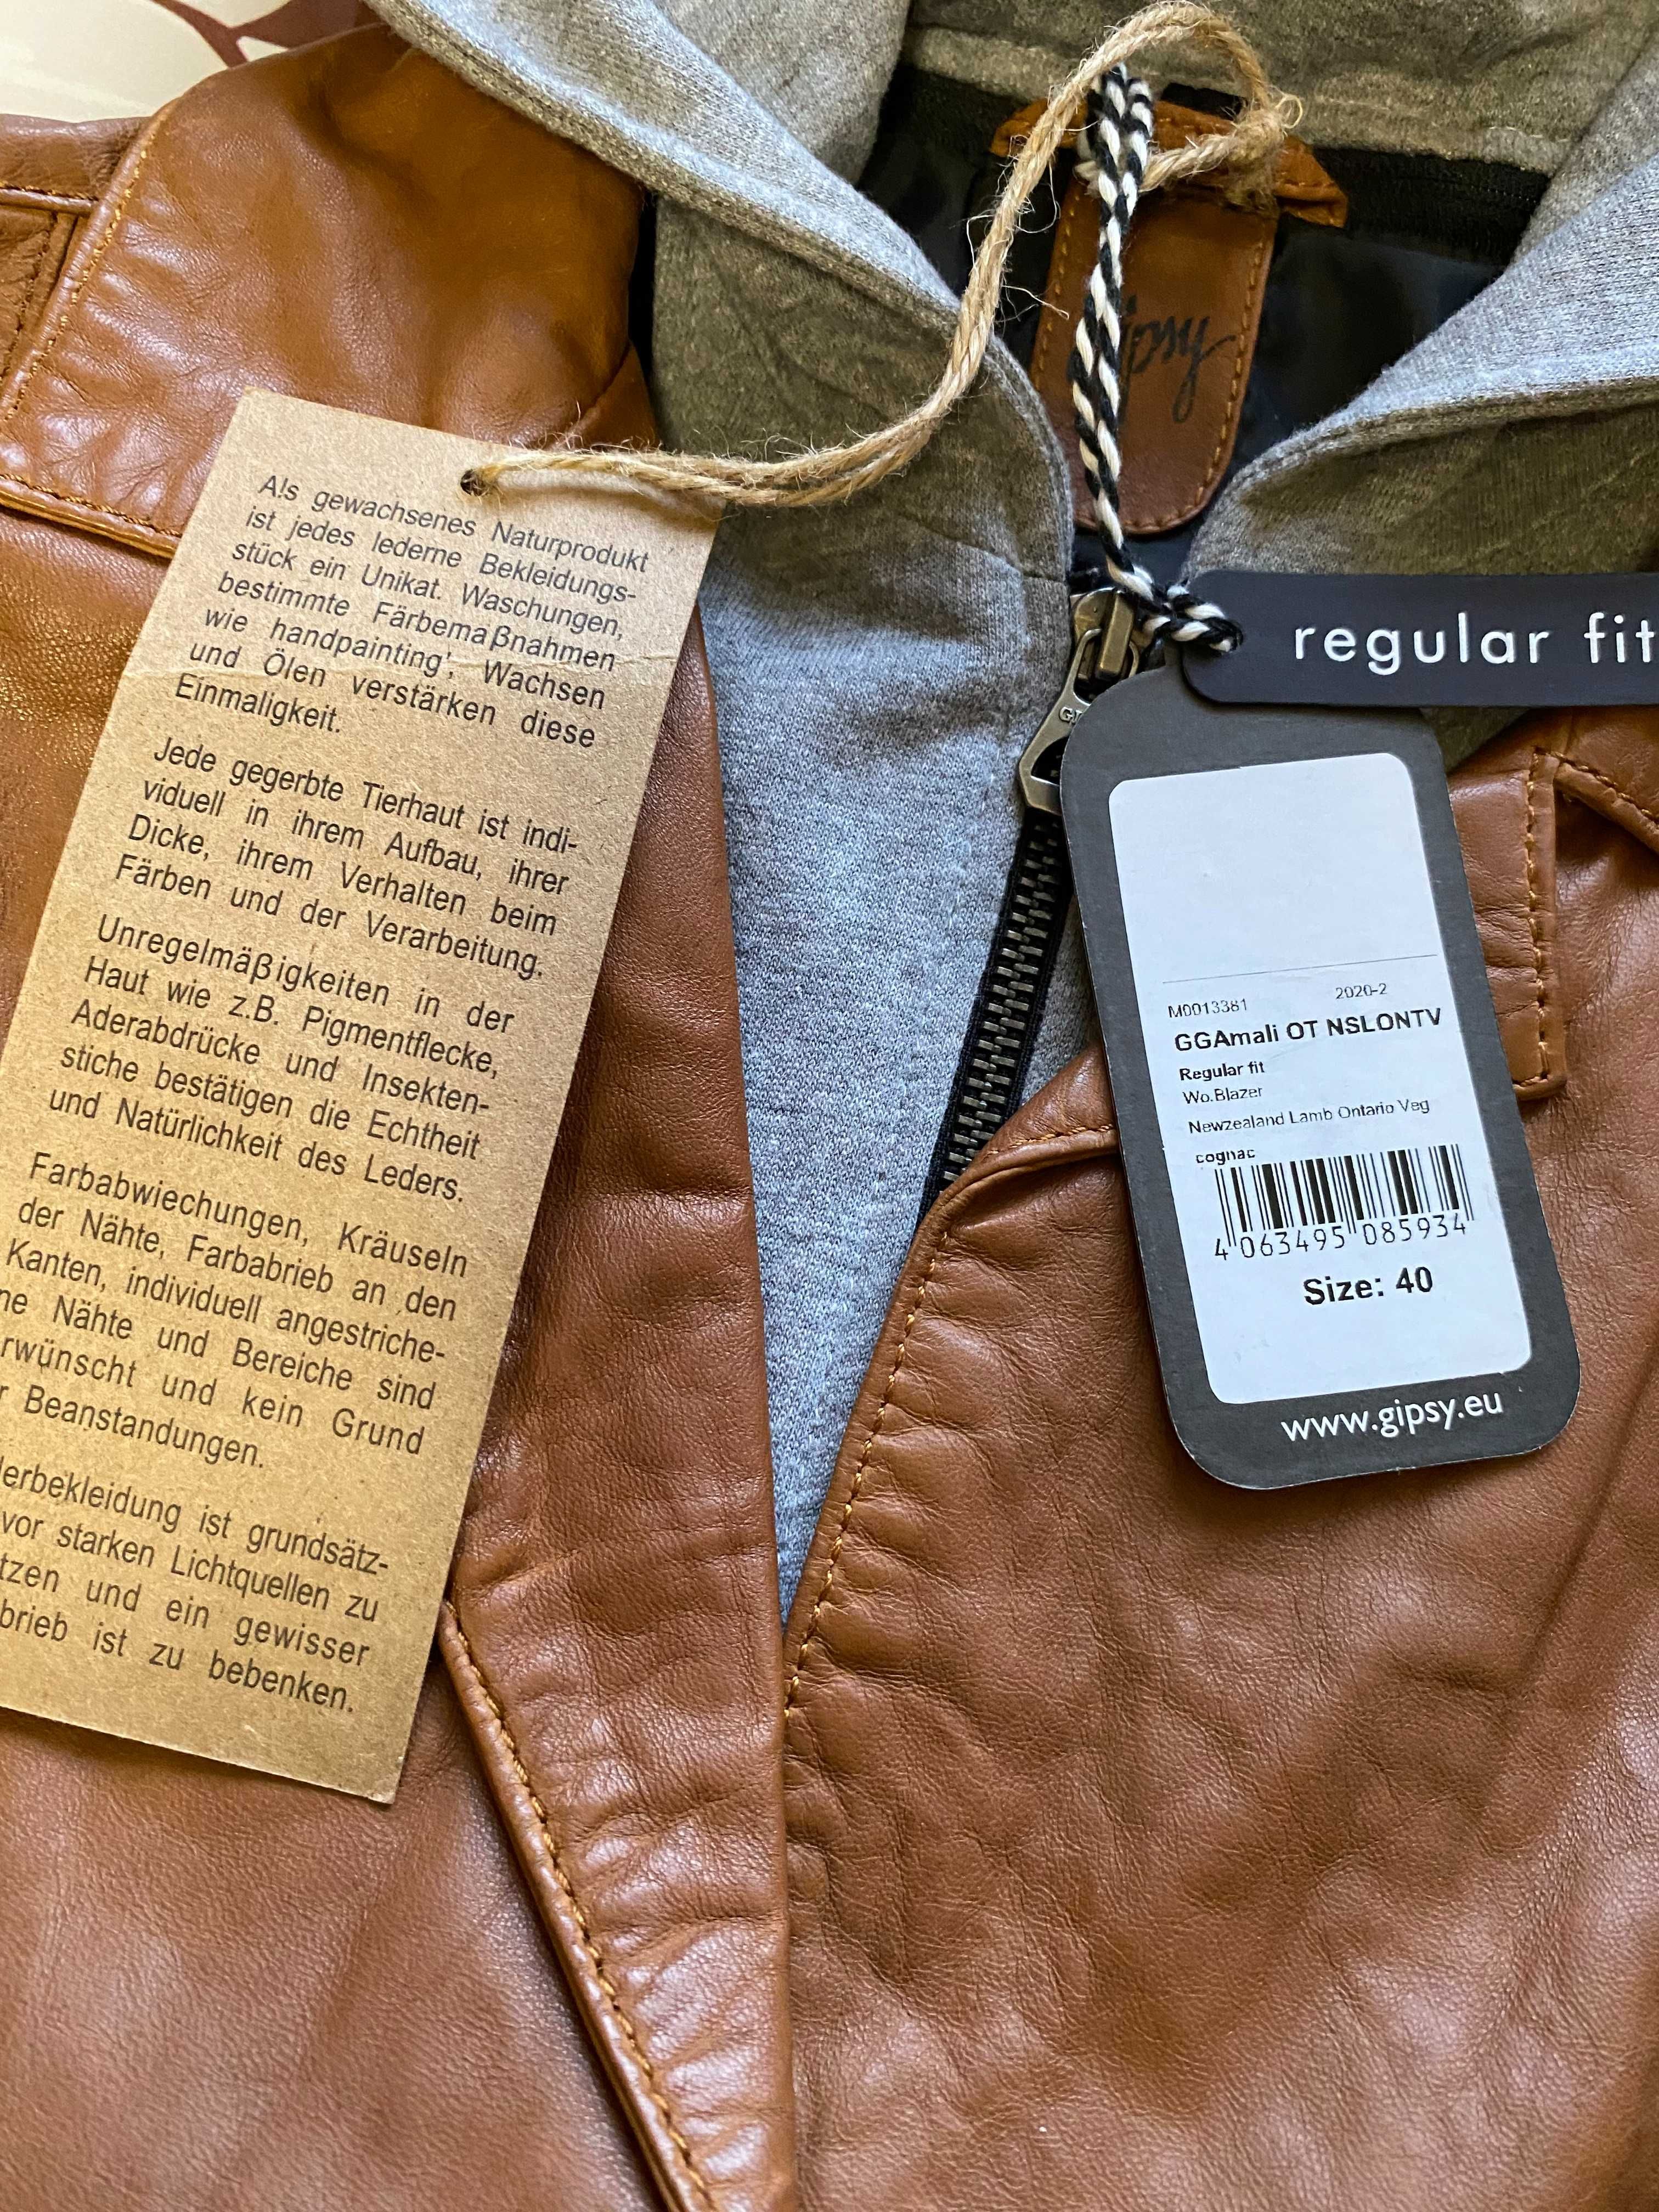 Als gewachsenes Naturprodukt
ist jedes lederne Bekleidungs-
stück ein Unikat. Waschungen,
bestimmte Färbemaßnahmen
wie handpainting', Wachsen
und Ölen verstärken diese
Einmaligkeit.
Jede gegerbte Tierhaut ist indi-
viduell in ihrem Aufbau, ihrer
Dicke, ihrem Verhalten beim
Färben und der Verarbeitung.
Unregelmäßigkeiten in der
Haut wie z.B. Pigmentflecke,
Aderabdrücke und Insekten-
stiche bestätigen die Echtheit
und Natürlichkeit des Leders.
Farbabwiechungen, Kräuseln
der Nähte, Farbabrieb an den
Kanten, individuell angestriche-
ne Nähte und Bereiche sind
rwünscht und kein Grund
r Beanstandungen.
derbekleidung ist grundsätz-
vor starken Lichtquellen zu
tzen und ein gewisser
brieb ist zu bebenken.
gipsy
regular fit
M0013381 2020-2
GGAmali OT NSLONTV
Regular fit
Wo.Blazer
Newzealand Lamb Ontario Veg
cognac
4 063495 085934
Size: 40
www.gipsy.eu